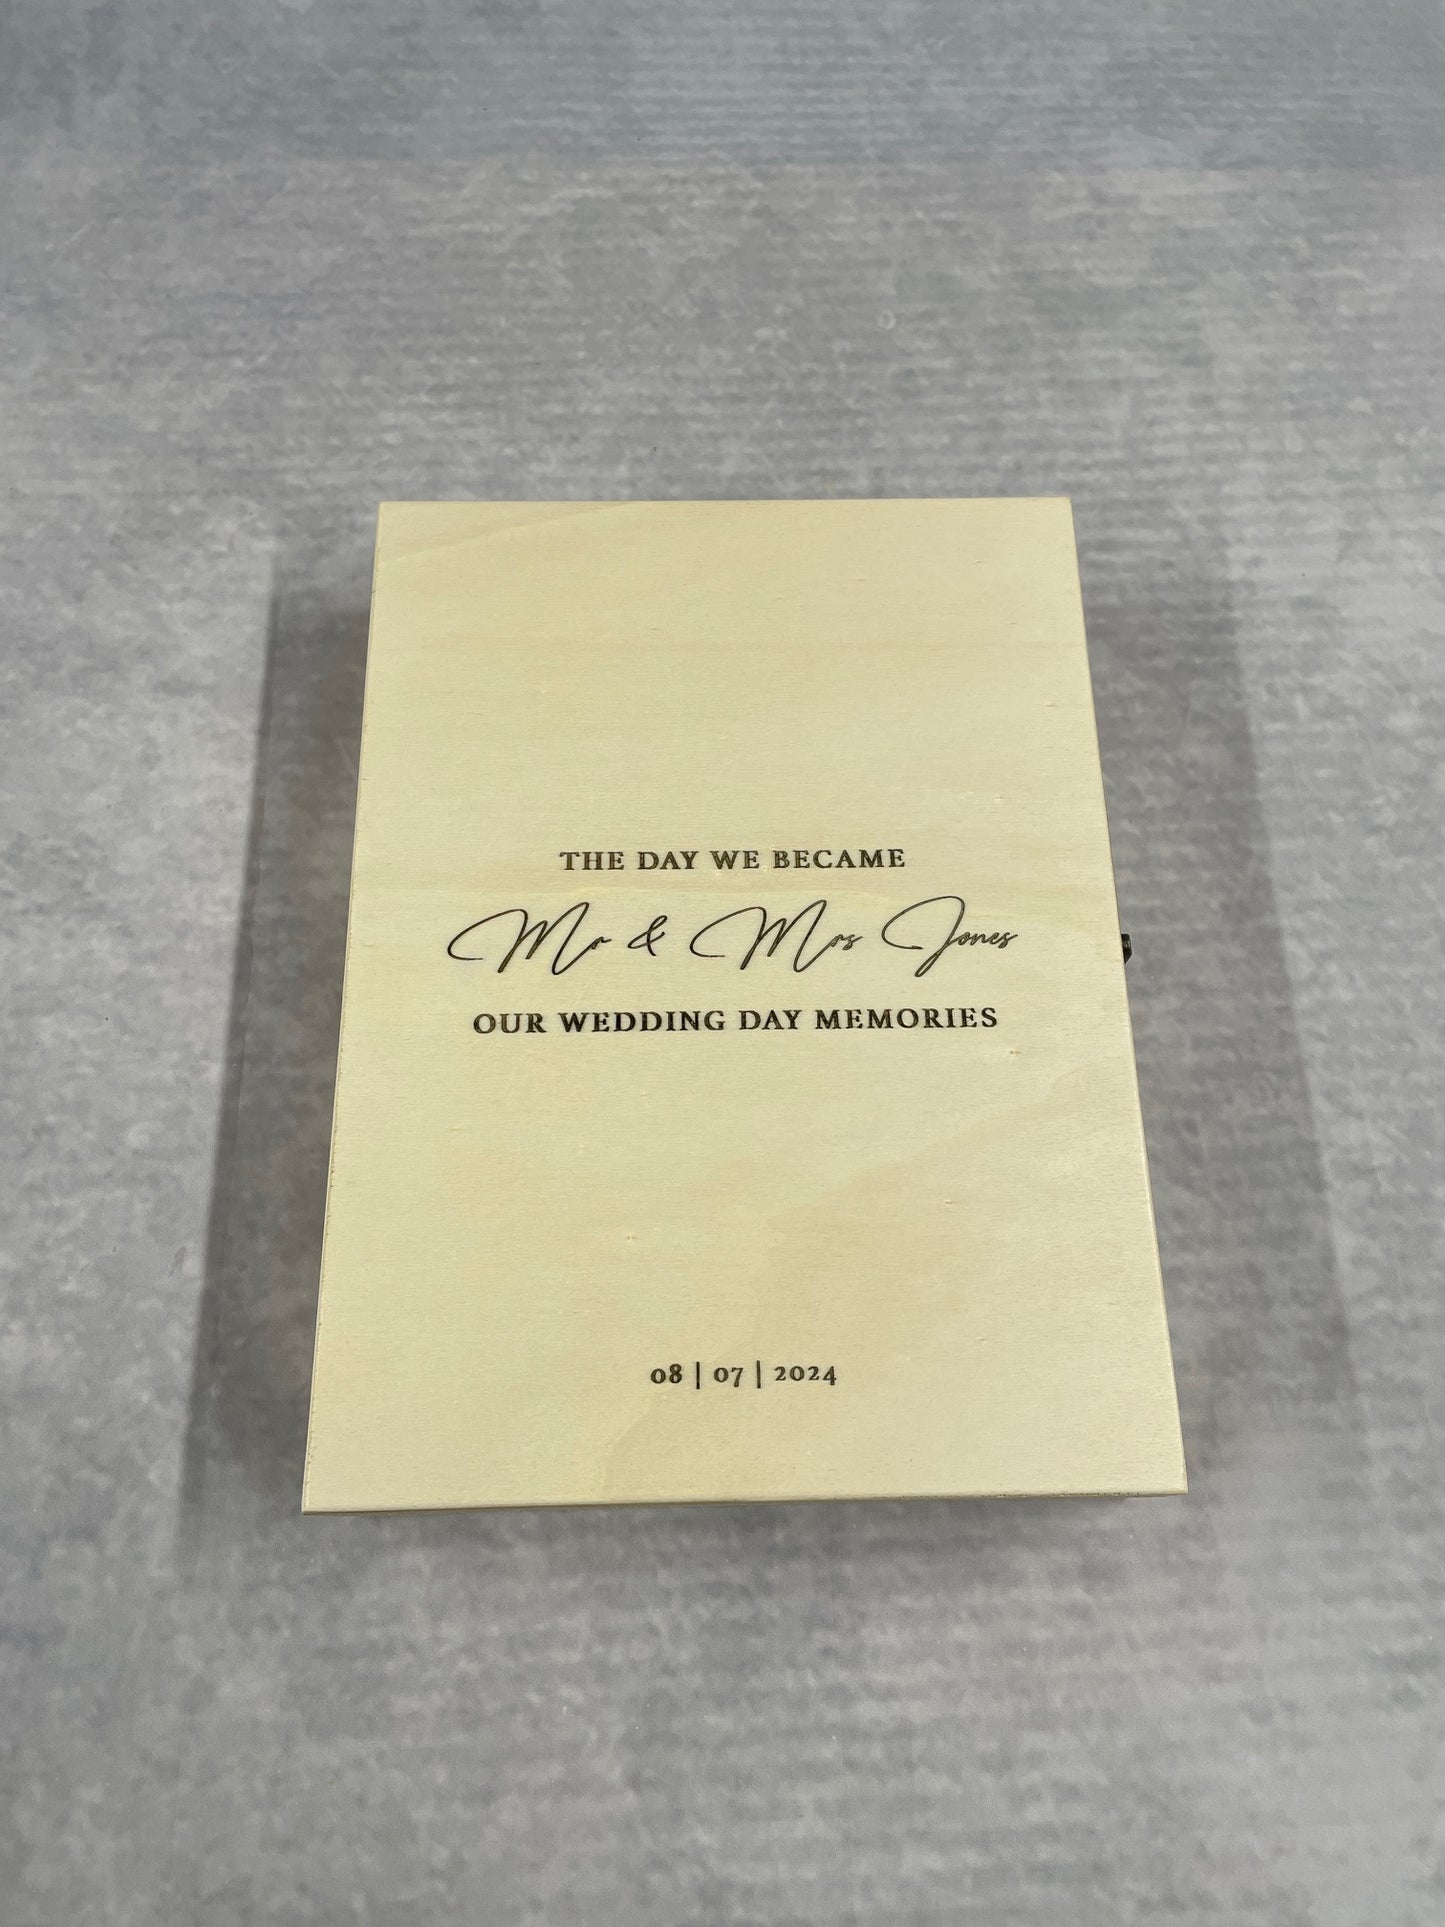 THE DAY WE BECAME
Mr & Mrs Jones
OUR WEDDING DAY MEMORIES
08 | 07 | 2024